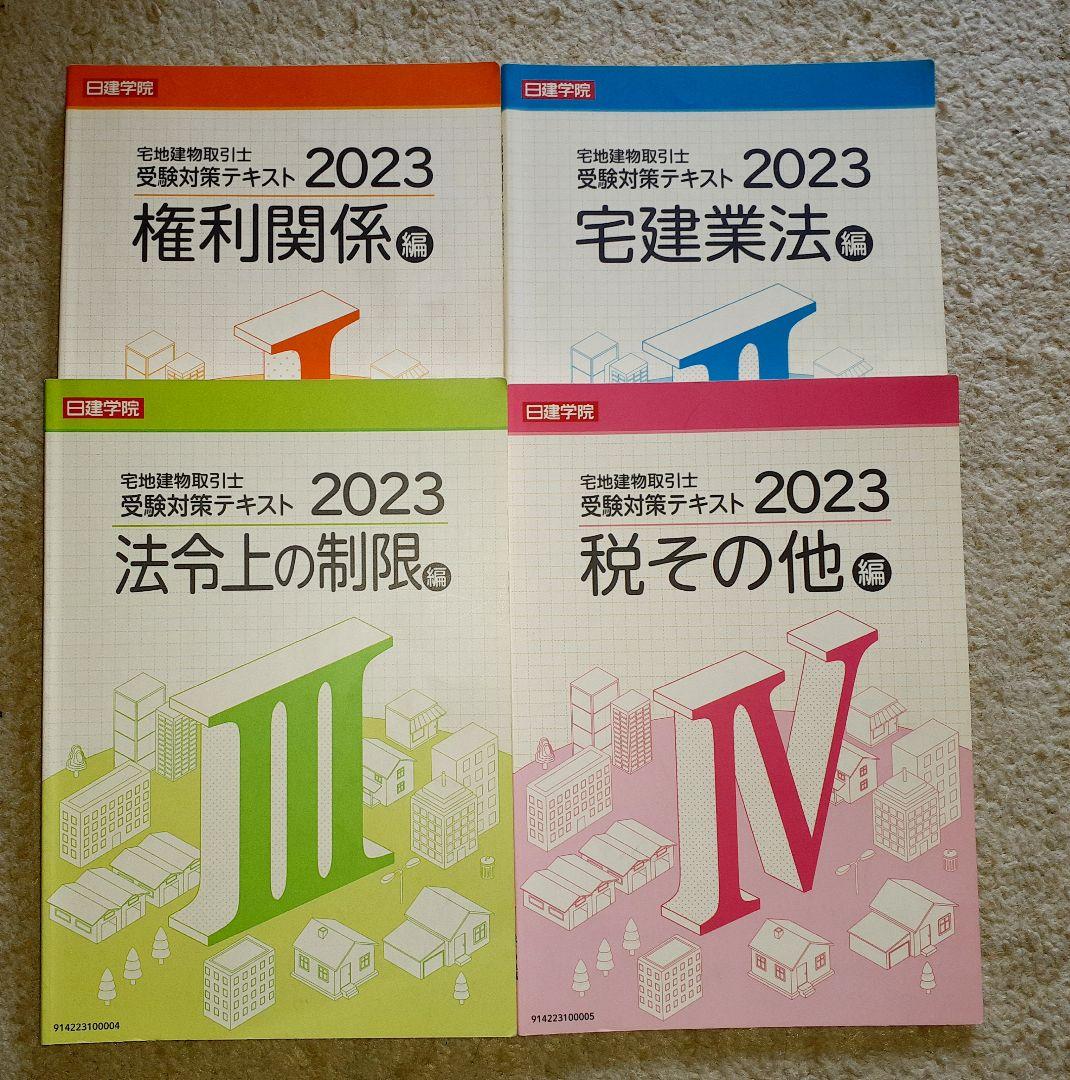 日建学院
宅地建物取引士
受験対策テキスト 2023
権利関係 編
I
日建学院
宅地建物取引士
受験対策テキスト 2023
宅建業法 編
II
日建学院
宅地建物取引士
受験対策テキスト 2023
法令上の制限 編
III
914223100004
日建学院
宅地建物取引士
受験対策テキスト 2023
税その他 編
IV
914223100005